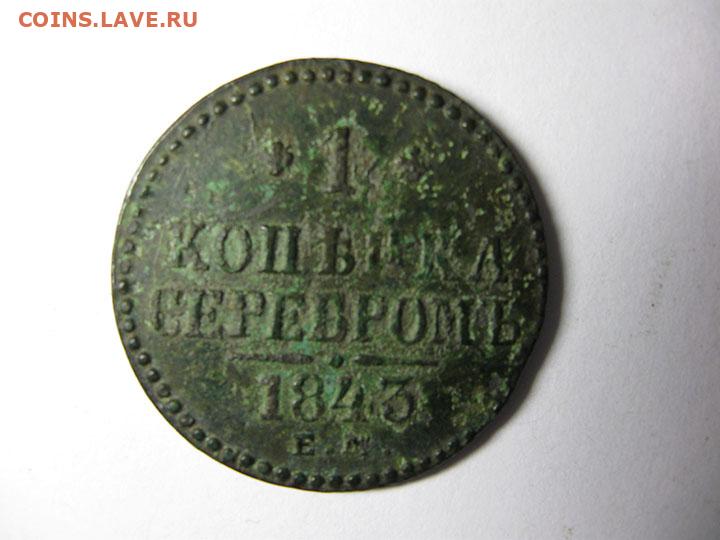 COINS.LAVE.RU
1
КОПѢЙКА
СЕРЕБРОМЪ
1843
Е.М.